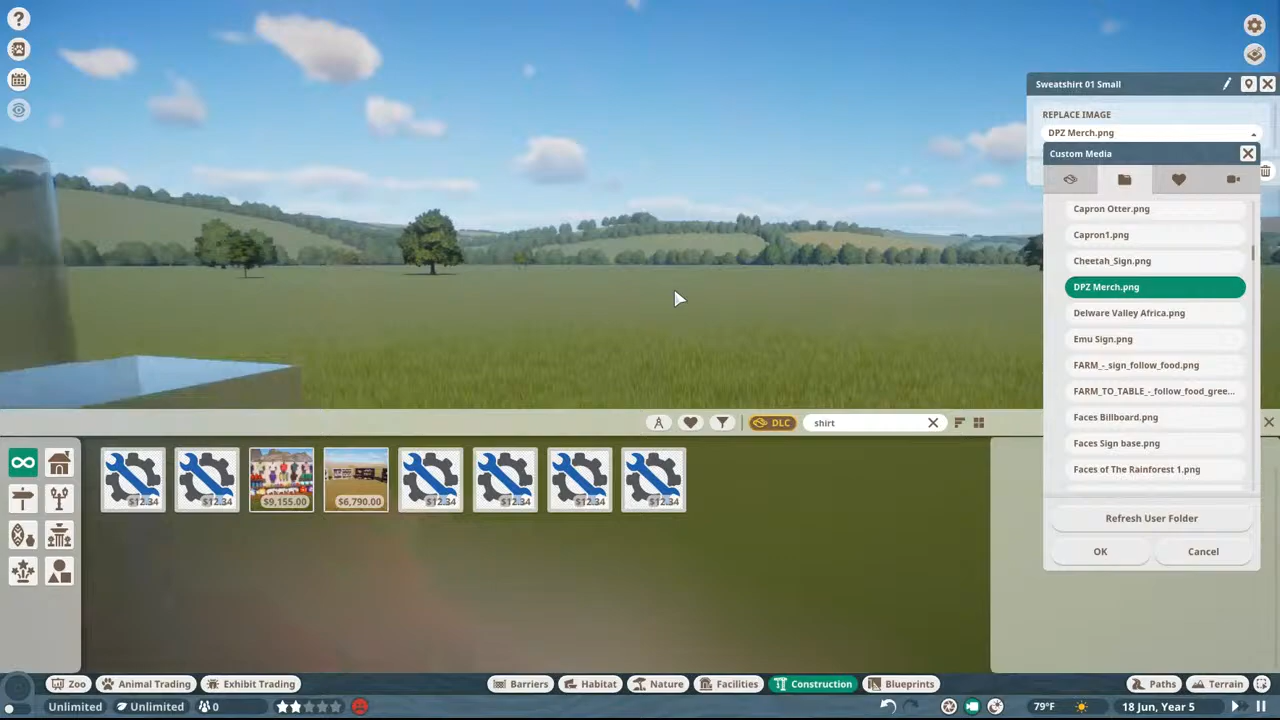 Sweatshirt 01 Small
REPLACE IMAGE
DPZ Merch.png
Custom Media
Capron Otter.png
Capron1.png
Cheetah_Sign.png
DPZ Merch.png
Delware Valley Africa.png
Emu Sign.png
FARM_-_sign_follow_food.png
FARM_TO_TABLE_-_follow_food_gree...
Faces Billboard.png
Faces Sign base.png
Faces of The Rainforest 1.png
Refresh User Folder
OK Cancel
DLC shirt
$12.34 $12.34 $9,155.00 $6,790.00 $12.34 $12.34 $12.34 $12.34
Zoo Animal Trading Exhibit Trading Barriers Habitat Nature Facilities Construction Blueprints Paths Terrain
Unlimited Unlimited 0 79°F 18 Jun, Year 5